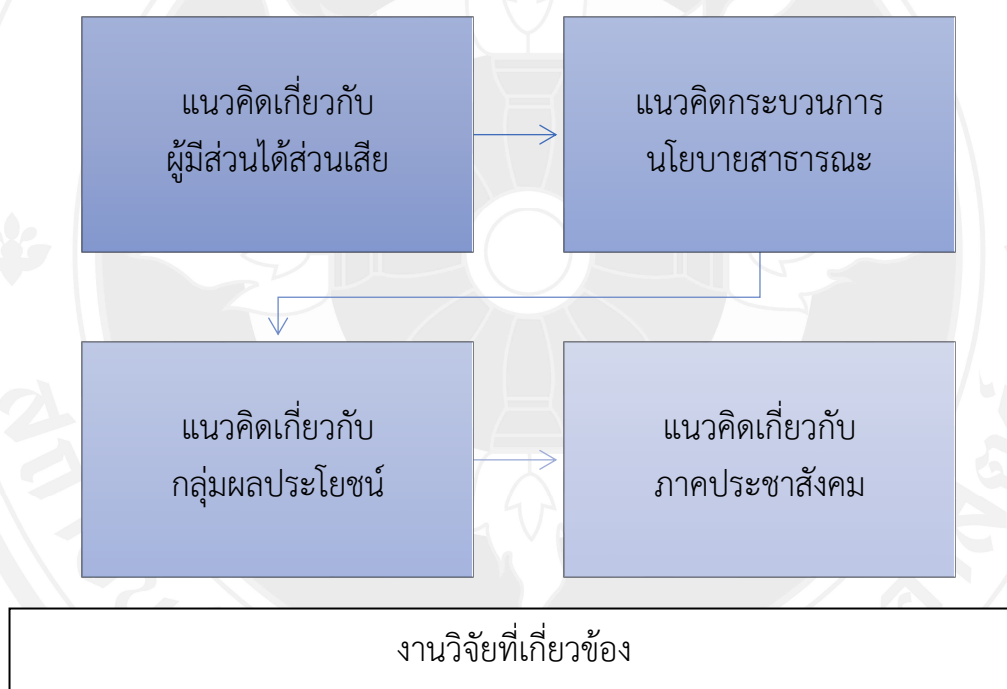 แนวคิดเกี่ยวกับ
ผู้มีส่วนได้ส่วนเสีย
แนวคิดกระบวนการ
นโยบายสาธารณะ
แนวคิดเกี่ยวกับ
กลุ่มผลประโยชน์
แนวคิดเกี่ยวกับ
ภาคประชาสังคม
งานวิจัยที่เกี่ยวข้อง